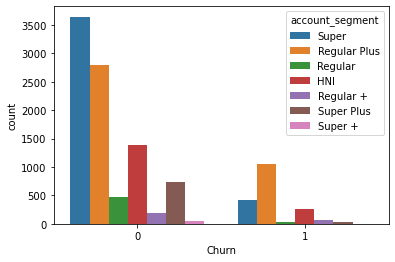 account_segment
Super
Regular Plus
Regular
HNI
Regular +
Super Plus
Super +
3500
3000
2500
2000
1500
1000
500
0
count
0 1
Churn